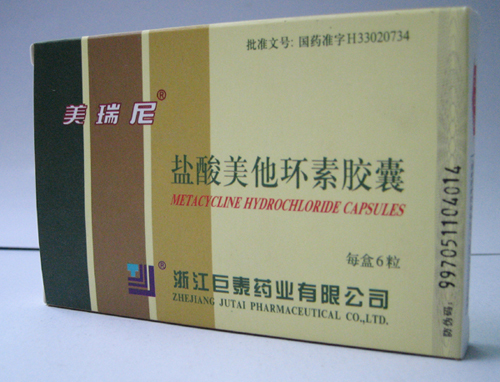 批准文号: 国药准字H33020734
美瑞尼®
盐酸美他环素胶囊
METACYCLINE HYDROCHLORIDE CAPSULES
每盒6粒
®
浙江巨泰药业有限公司
ZHEJIANG JUTAI PHARMACEUTICAL CO.,LTD.
997051104014